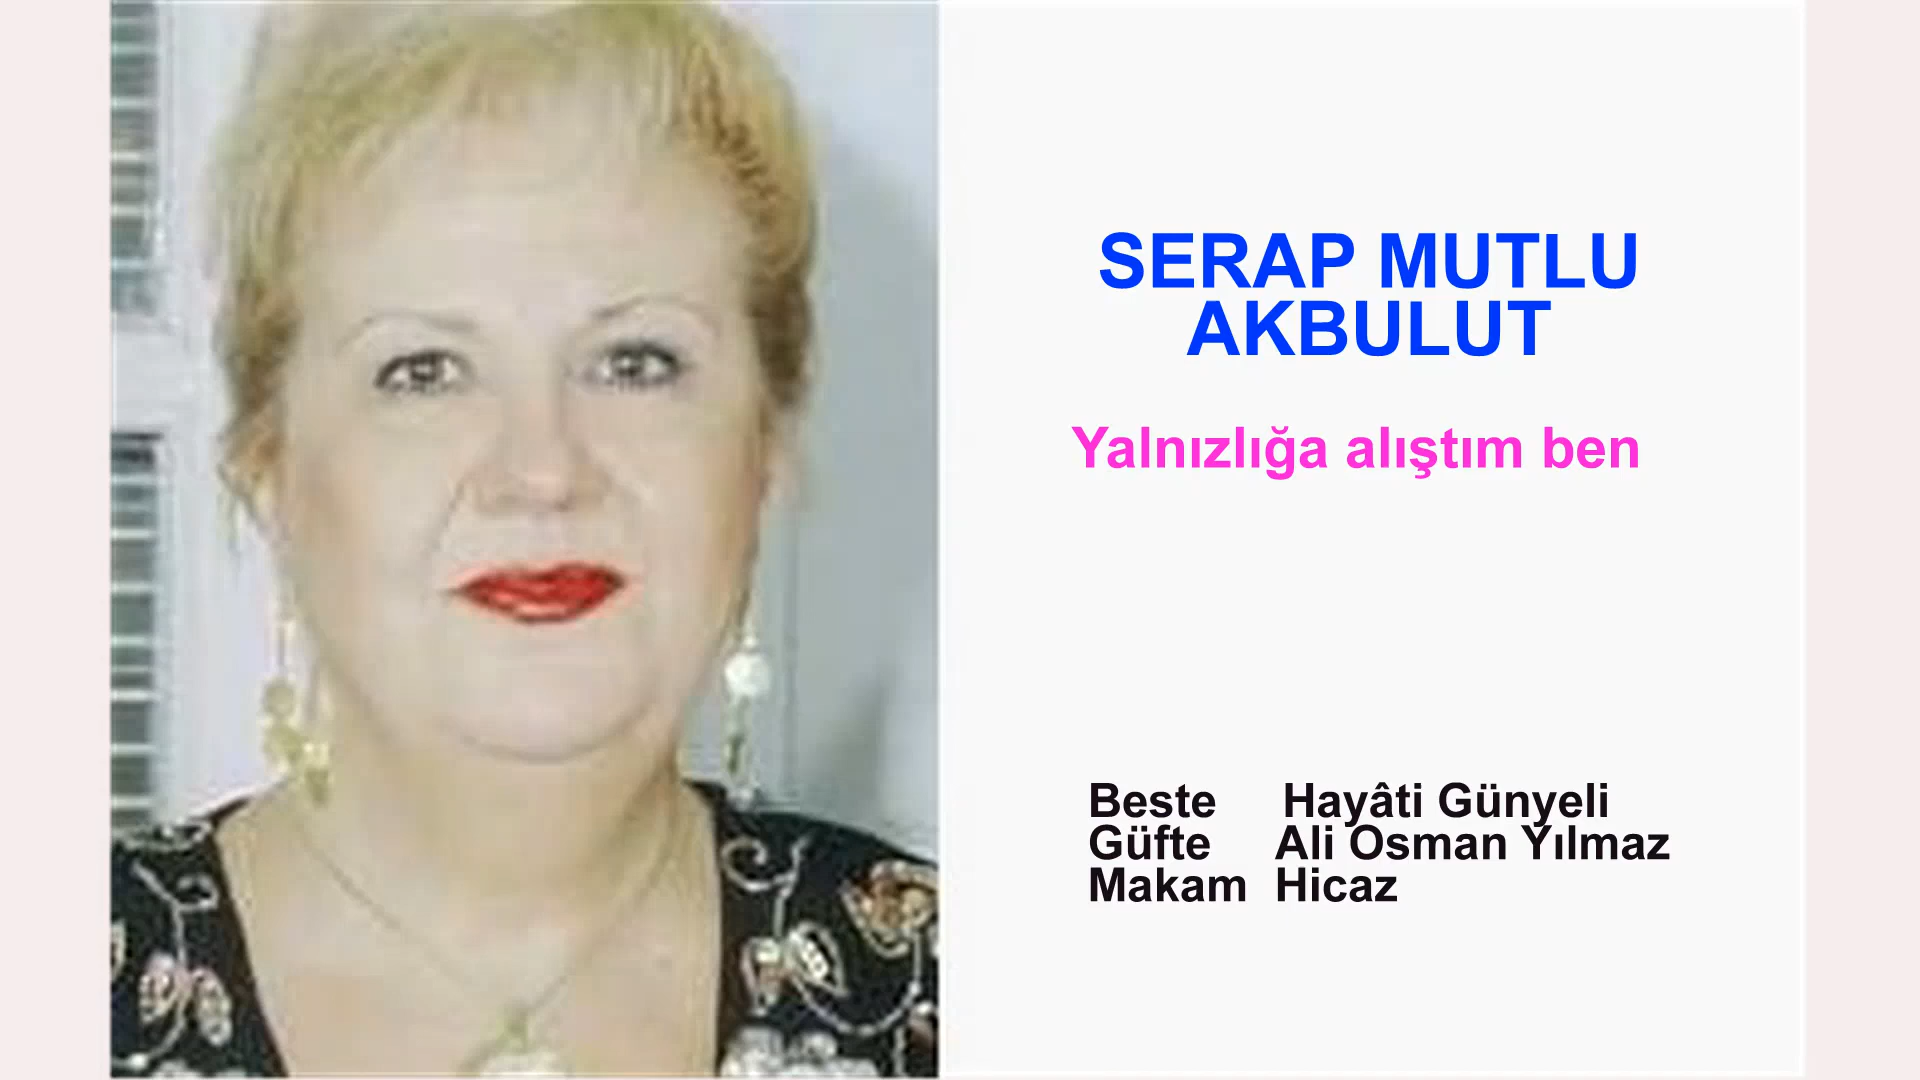 SERAP MUTLU
AKBULUT
Yalnızlığa alıştım ben
Beste Hayâti Günyeli
Güfte Ali Osman Yılmaz
Makam Hicaz